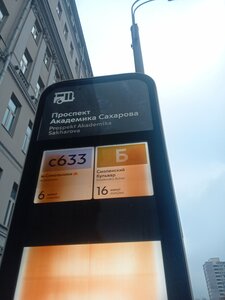 Проспект
Академика Сахарова
Prospekt Akademika
Sakharova
с633
Б
Смоленский
бульвар
6
16